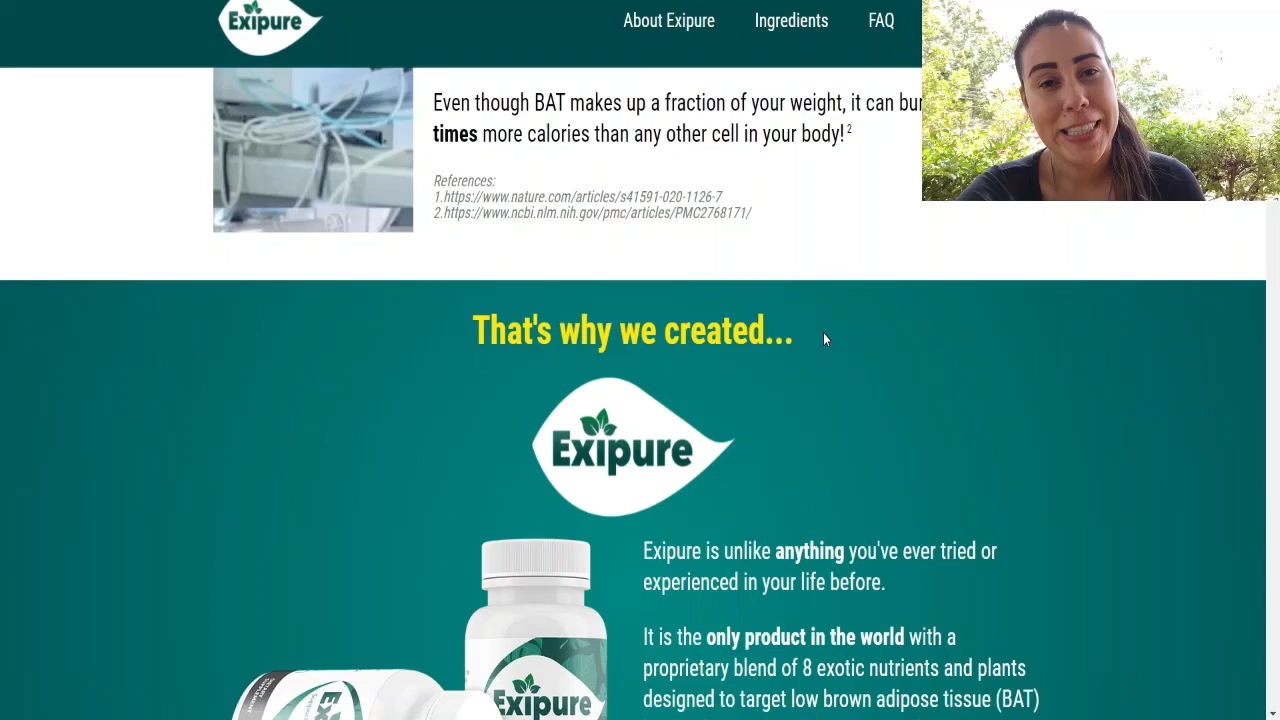 Exipure
About Exipure Ingredients FAQ
Even though BAT makes up a fraction of your weight, it can
times more calories than any other cell in your body! 2
References:
1.https://www.nature.com/articles/s41591-020-1126-7
2.https://www.ncbi.nlm.nih.gov/pmc/articles/PMC2768171/
That's why we created...
Exipure
Exipure is unlike anything you've ever tried or
experienced in your life before.
It is the only product in the world with a
proprietary blend of 8 exotic nutrients and plants
designed to target low brown adipose tissue (BAT)
Exipure